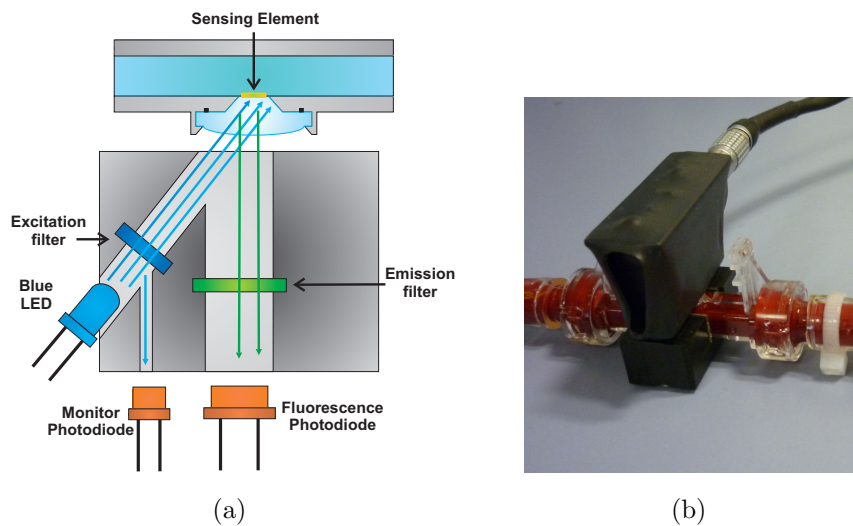 Sensing Element
Excitation
filter
Blue
LED
Emission
filter
Monitor
Photodiode
Fluorescence
Photodiode
(a)
(b)